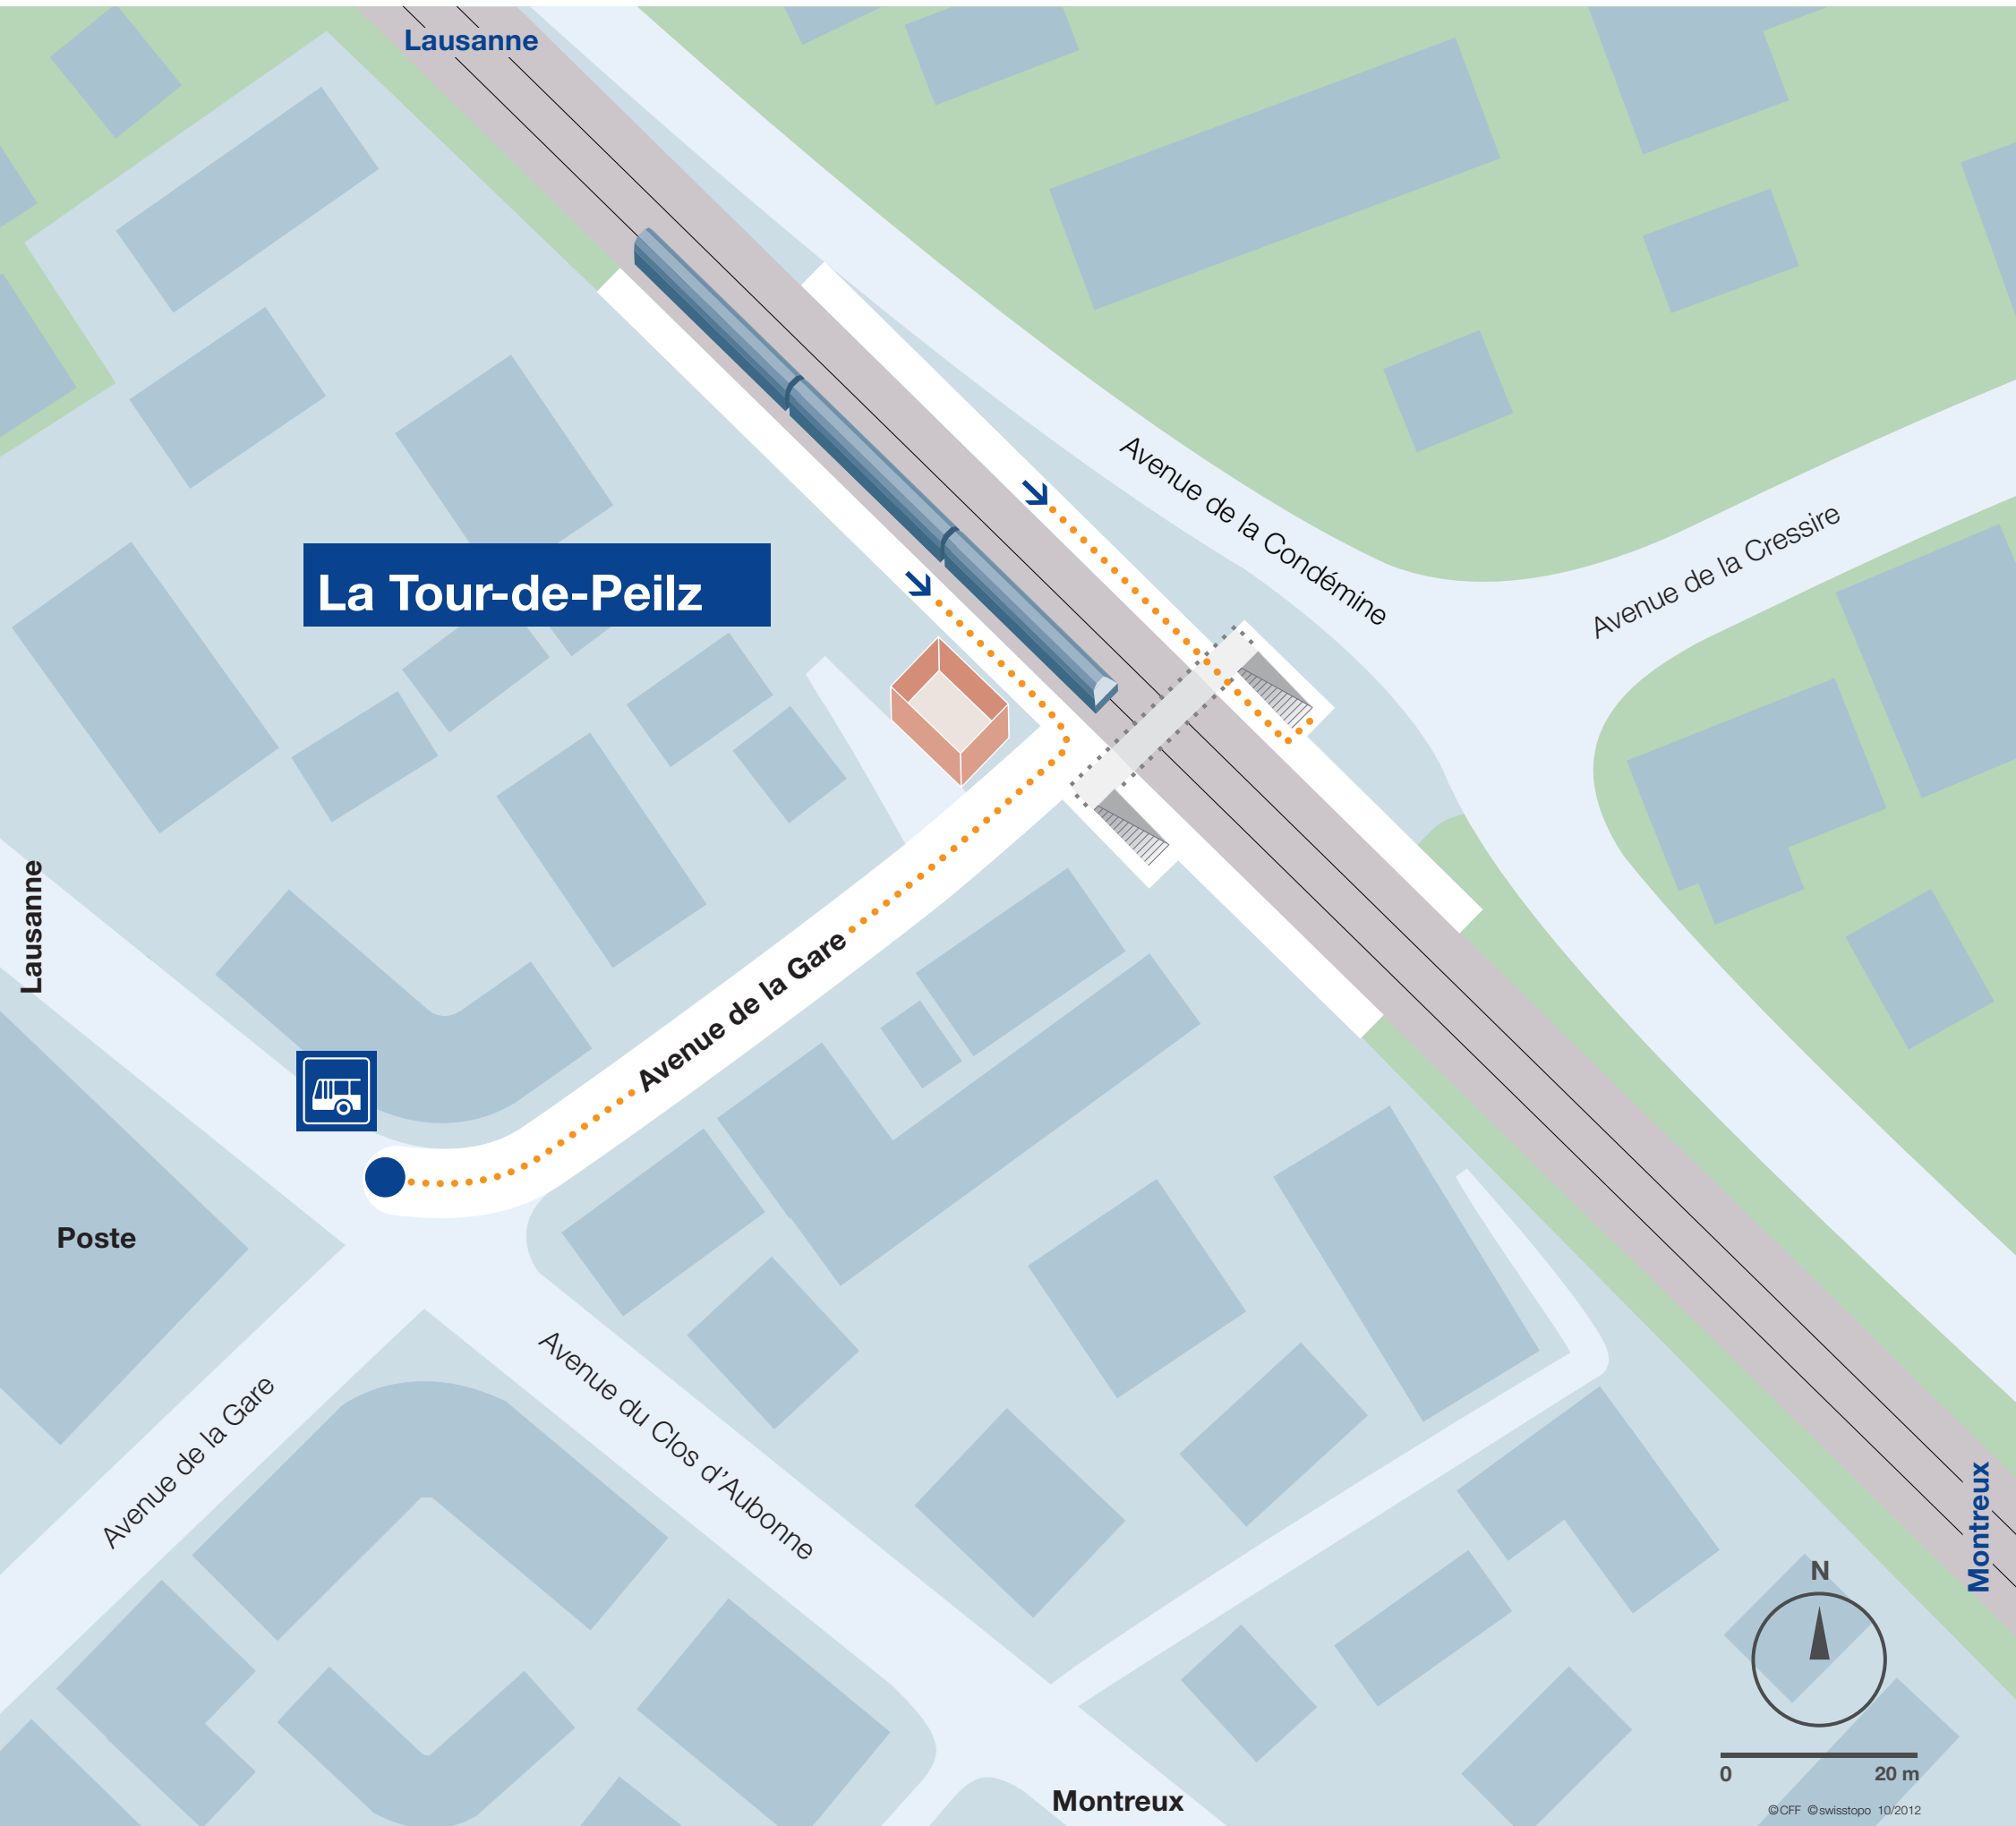 Lausanne
Avenue de la Condémine
Avenue de la Cressire
La Tour-de-Peilz
Lausanne
Avenue de la Gare
Poste
Avenue de la Gare
Avenue du Clos d'Aubonne
Montreux
N
0 20 m
Montreux
©CFF ©swisstopo 10/2012